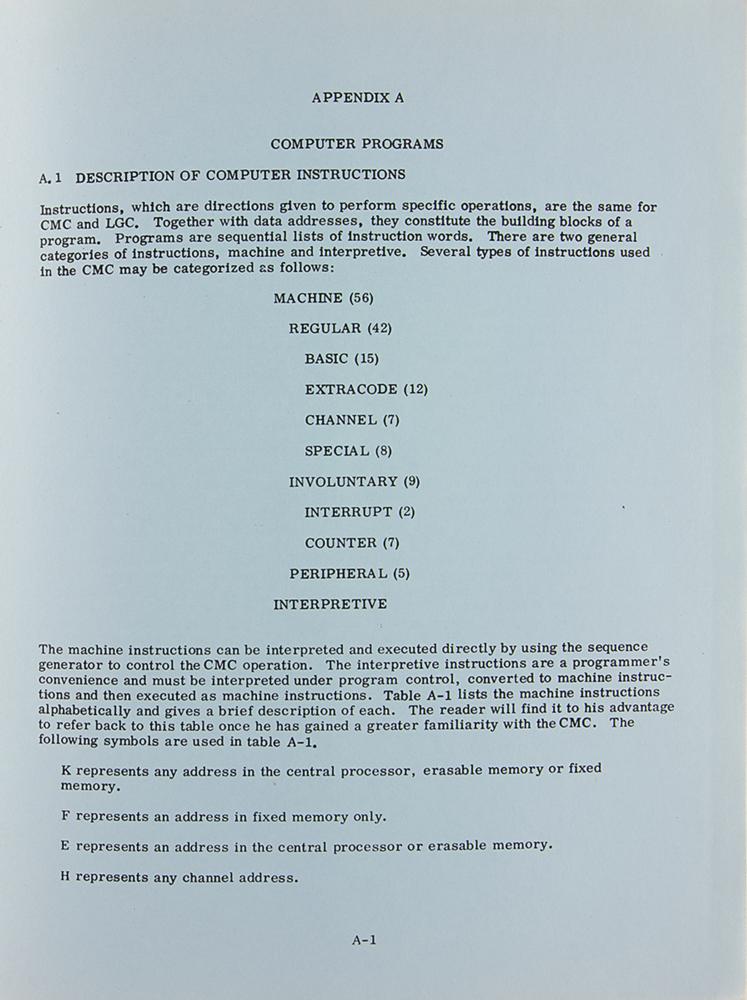 APPENDIX A
COMPUTER PROGRAMS
A.1 DESCRIPTION OF COMPUTER INSTRUCTIONS
Instructions, which are directions given to perform specific operations, are the same for
CMC and LGC. Together with data addresses, they constitute the building blocks of a
program. Programs are sequential lists of instruction words. There are two general
categories of instructions, machine and interpretive. Several types of instructions used
in the CMC may be categorized as follows:
MACHINE (56)
REGULAR (42)
BASIC (15)
EXTRACODE (12)
CHANNEL (7)
SPECIAL (8)
INVOLUNTARY (9)
INTERRUPT (2)
COUNTER (7)
PERIPHERAL (5)
INTERPRETIVE
The machine instructions can be interpreted and executed directly by using the sequence
generator to control the CMC operation. The interpretive instructions are a programmer's
convenience and must be interpreted under program control, converted to machine instruc-
tions and then executed as machine instructions. Table A-1 lists the machine instructions
alphabetically and gives a brief description of each. The reader will find it to his advantage
to refer back to this table once he has gained a greater familiarity with the CMC. The
following symbols are used in table A-1.
K represents any address in the central processor, erasable memory or fixed
memory.
F represents an address in fixed memory only.
E represents an address in the central processor or erasable memory.
H represents any channel address.
A-1